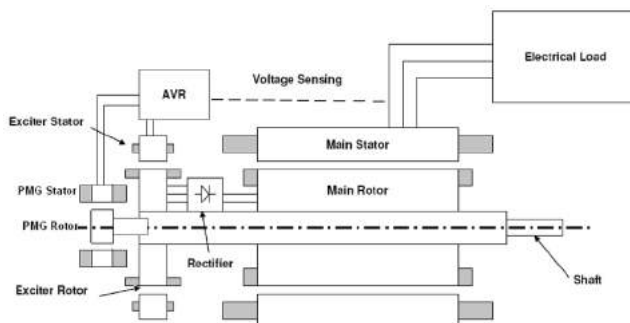 Electrical Load
AVR
Voltage Sensing
Exciter Stator
Main Stator
PMG Stator
Main Rotor
PMG Rotor
Rectifier
Shaft
Exciter Rotor